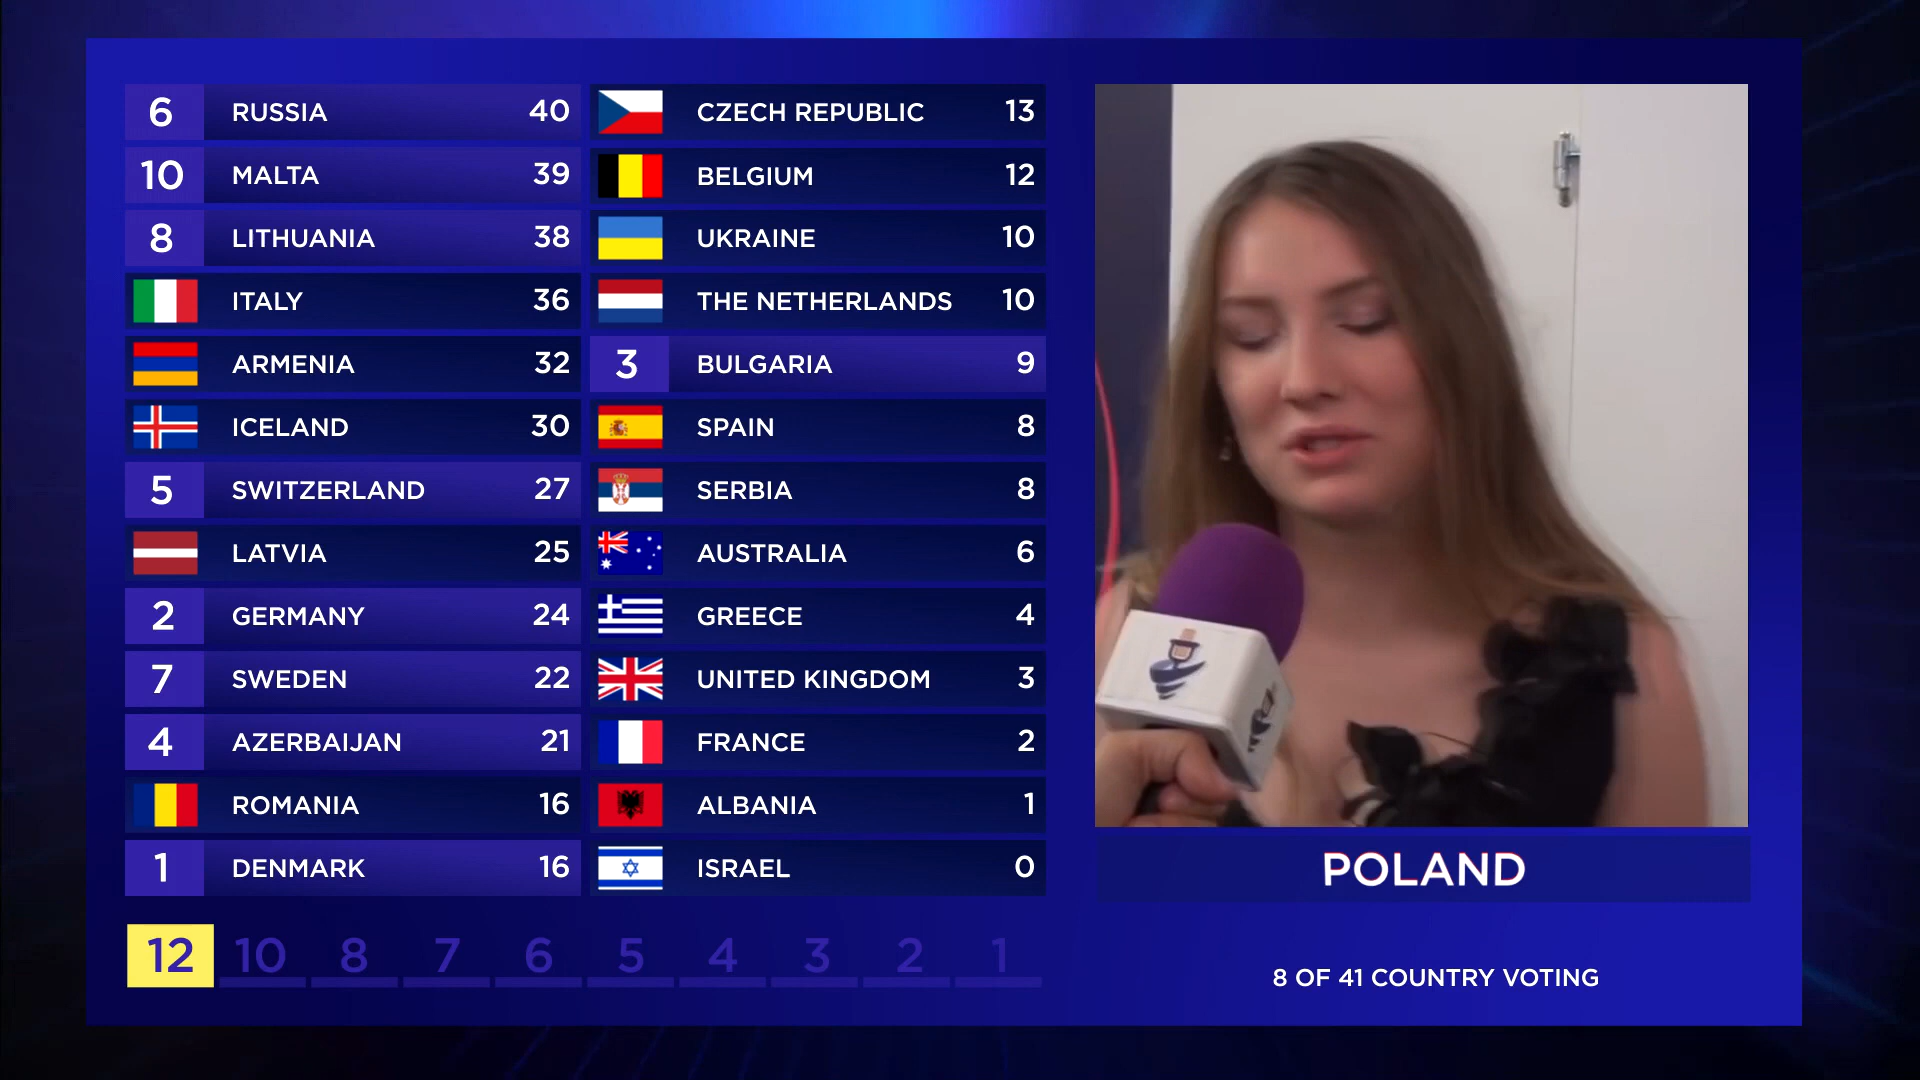 6 RUSSIA 40
10 MALTA 39
8 LITHUANIA 38
ITALY 36
ARMENIA 32
ICELAND 30
5 SWITZERLAND 27
LATVIA 25
2 GERMANY 24
7 SWEDEN 22
4 AZERBAIJAN 21
ROMANIA 16
1 DENMARK 16
CZECH REPUBLIC 13
BELGIUM 12
UKRAINE 10
THE NETHERLANDS 10
3 BULGARIA 9
SPAIN 8
SERBIA 8
AUSTRALIA 6
GREECE 4
UNITED KINGDOM 3
FRANCE 2
ALBANIA 1
ISRAEL 0
12 10 8 7 6 5 4 3 2 1
POLAND
8 OF 41 COUNTRY VOTING